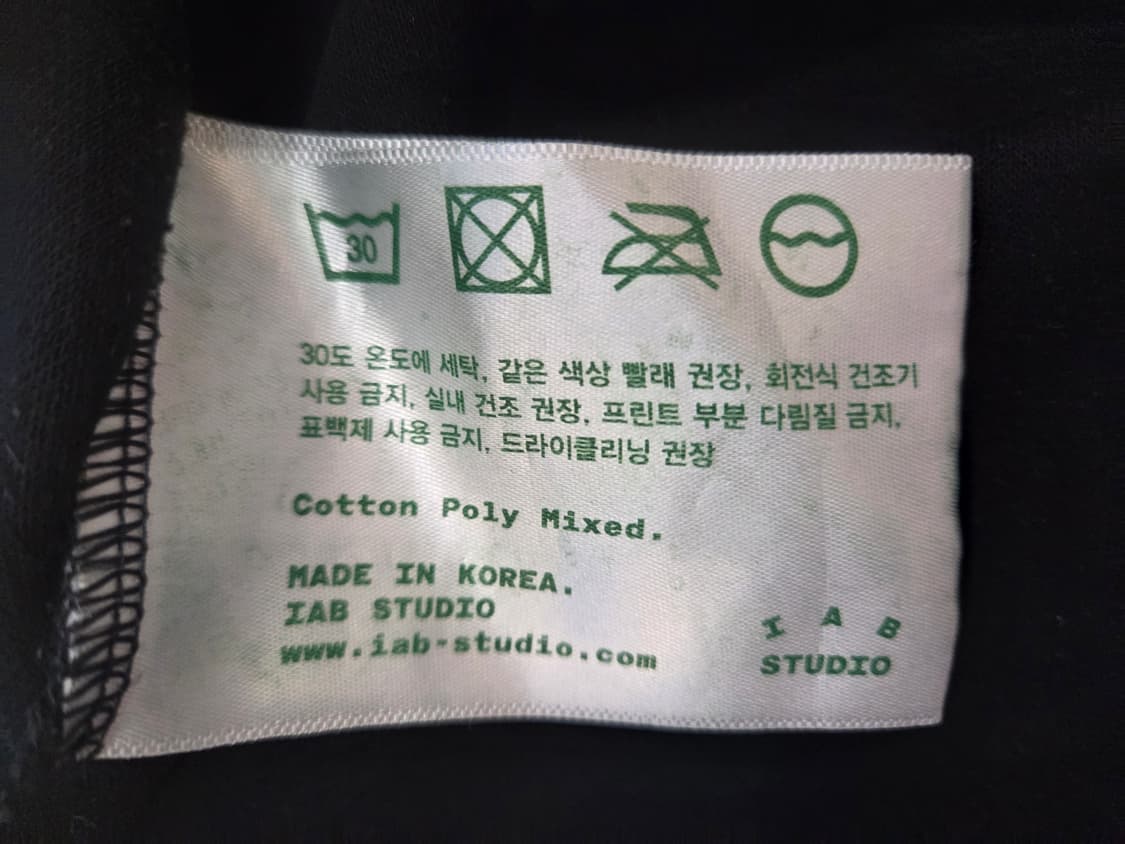 30
30도 온도에 세탁, 같은 색상 빨래 권장, 회전식 건조기
사용 금지, 실내 건조 권장, 프린트 부분 다림질 금지,
표백제 사용 금지, 드라이클리닝 권장
Cotton Poly Mixed.
MADE IN KOREA.
IAB STUDIO
www.iab-studio.com
I A B
STUDIO